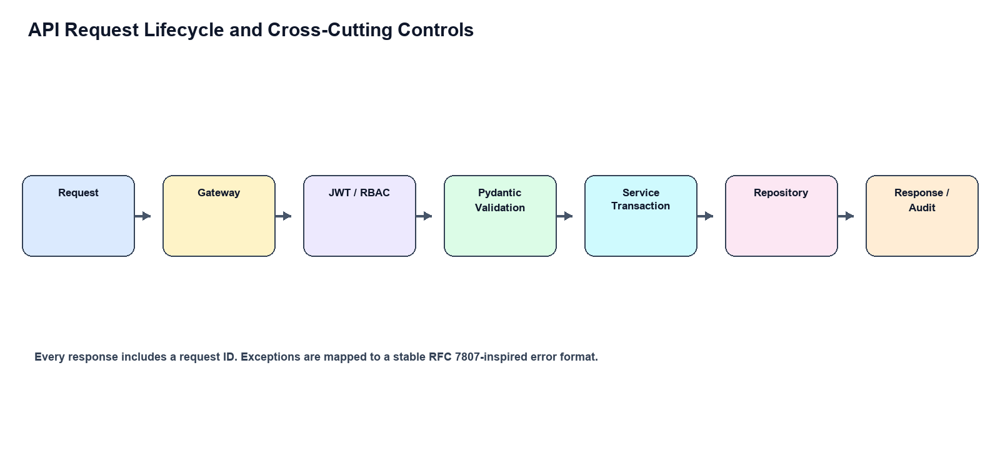 API Request Lifecycle and Cross-Cutting Controls
Request
Gateway
JWT / RBAC
Pydantic
Validation
Service
Transaction
Repository
Response /
Audit
Every response includes a request ID. Exceptions are mapped to a stable RFC 7807-inspired error format.